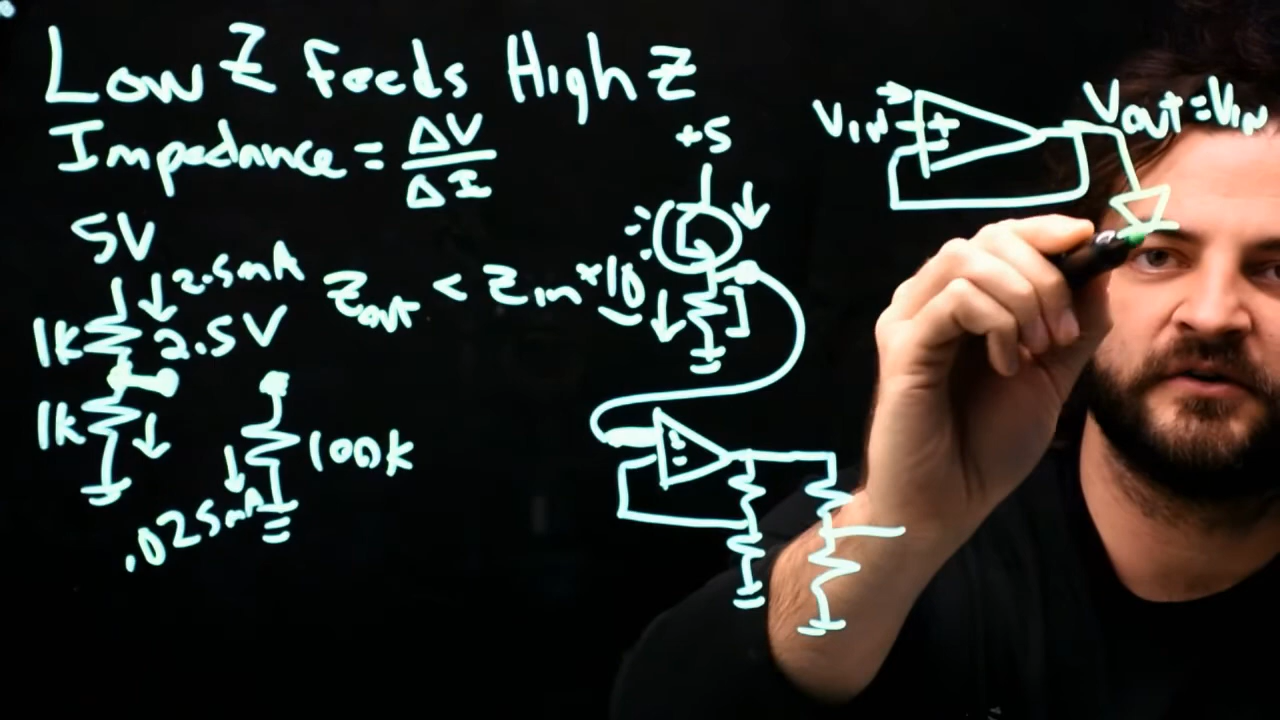 Low Z Feeds High Z
Impedance = ΔV / ΔI
5V
2.5mA
1k
2.5V
1k
100k
.025mA
Zout < Zin × 10
+5
VIN
+
-
Vout = VIN